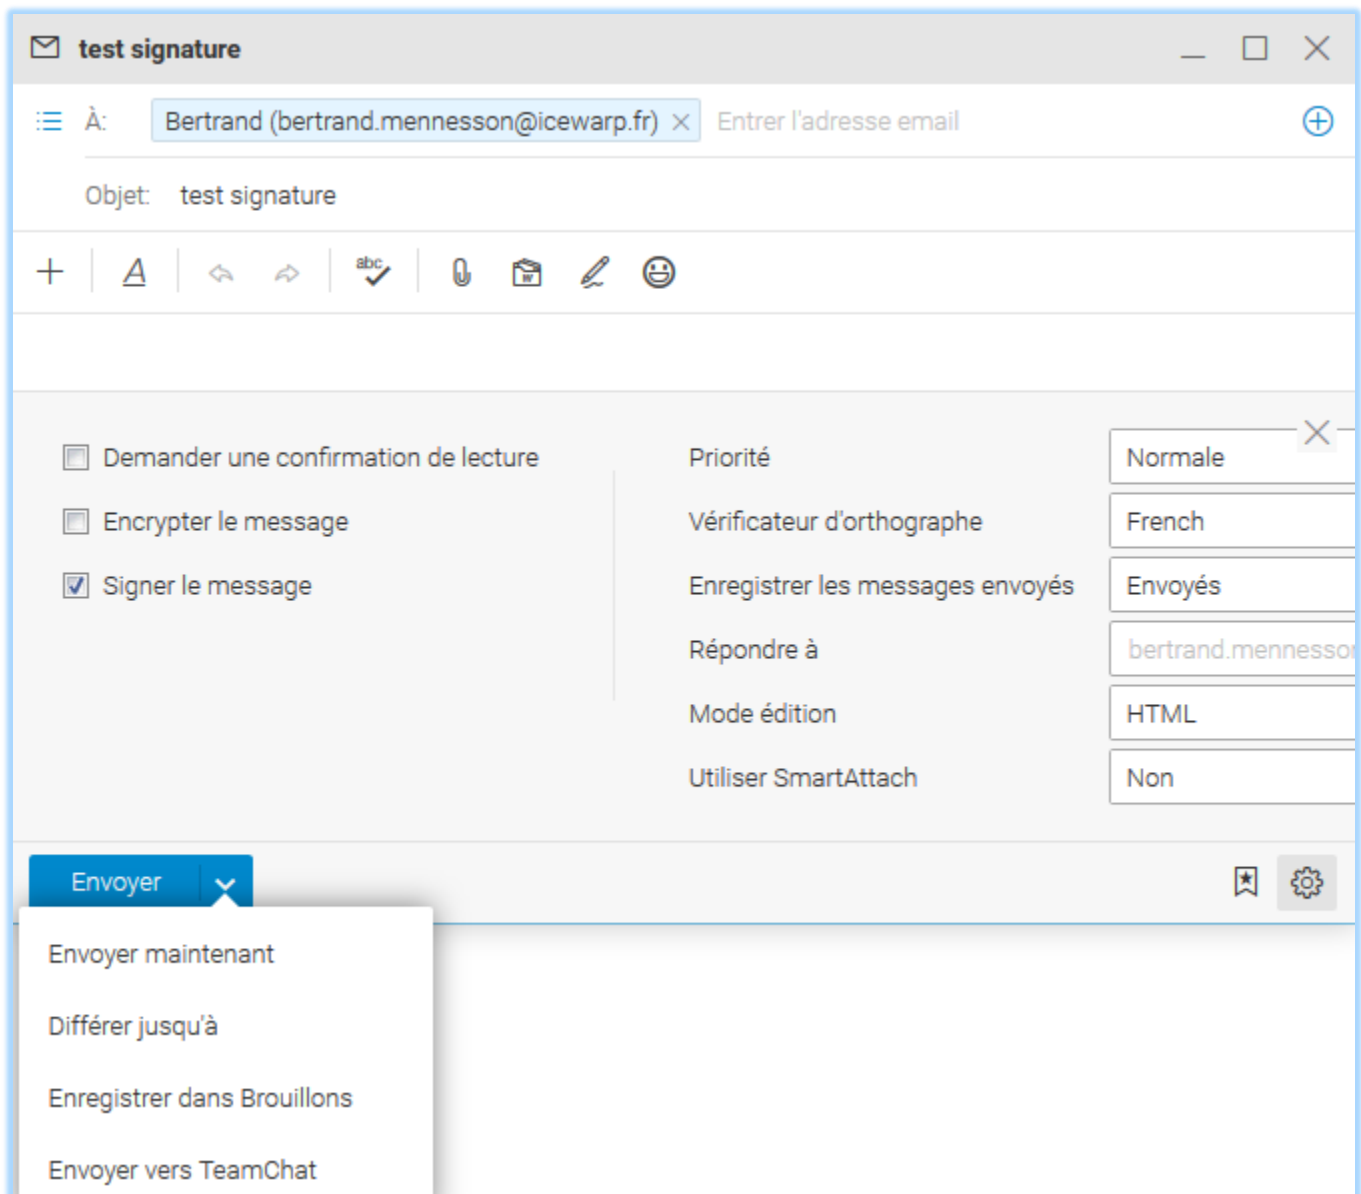 test signature
À: Bertrand (bertrand.mennesson@icewarp.fr) Entrer l'adresse email
Objet: test signature
A abc W
Demander une confirmation de lecture
Encrypter le message
Signer le message
Priorité Normale
Vérificateur d'orthographe French
Enregistrer les messages envoyés Envoyés
Répondre à bertrand.mennesson
Mode édition HTML
Utiliser SmartAttach Non
Envoyer
Envoyer maintenant
Différer jusqu'à
Enregistrer dans Brouillons
Envoyer vers TeamChat